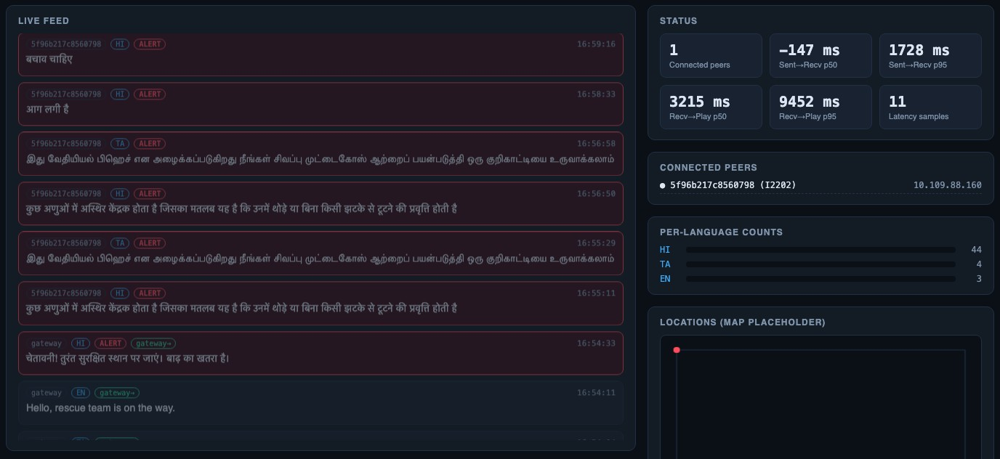 LIVE FEED
5f96b217c8560798 HI ALERT 16:59:16
बचाव चाहिए
5f96b217c8560798 HI ALERT 16:58:33
आग लगी है
5f96b217c8560798 TA ALERT 16:56:58
இது வேதியியல் பிஹெச் என அழைக்கப்படுகிறது நீங்கள் சிவப்பு முட்டைகோஸ் ஆற்றைப் பயன்படுத்தி ஒரு குறிகாட்டியை உருவாக்கலாம்
5f96b217c8560798 HI ALERT 16:56:50
कुछ अणुओं में अस्थिर केंद्रक होता है जिसका मतलब यह है कि उनमें थोड़े या बिना किसी झटके से टूटने की प्रवृत्ति होती है
5f96b217c8560798 TA ALERT 16:55:29
இது வேதியியல் பிஹெச் என அழைக்கப்படுகிறது நீங்கள் சிவப்பு முட்டைகோஸ் ஆற்றைப் பயன்படுத்தி ஒரு குறிகாட்டியை உருவாக்கலாம்
5f96b217c8560798 HI ALERT 16:55:11
कुछ अणुओं में अस्थिर केंद्रक होता है जिसका मतलब यह है कि उनमें थोड़े या बिना किसी झटके से टूटने की प्रवृत्ति होती है
gateway HI ALERT gateway→ 16:54:33
चेतावनी! तुरंत सुरक्षित स्थान पर जाएं। बाढ़ का खतरा है।
gateway EN gateway→ 16:54:11
Hello, rescue team is on the way.
STATUS
1 −147 ms 1728 ms
Connected peers Sent→Recv p50 Sent→Recv p95
3215 ms 9452 ms 11
Recv→Play p50 Recv→Play p95 Latency samples
CONNECTED PEERS
5f96b217c8560798 (I2202) 10.109.88.160
PER-LANGUAGE COUNTS
HI 44
TA 4
EN 3
LOCATIONS (MAP PLACEHOLDER)